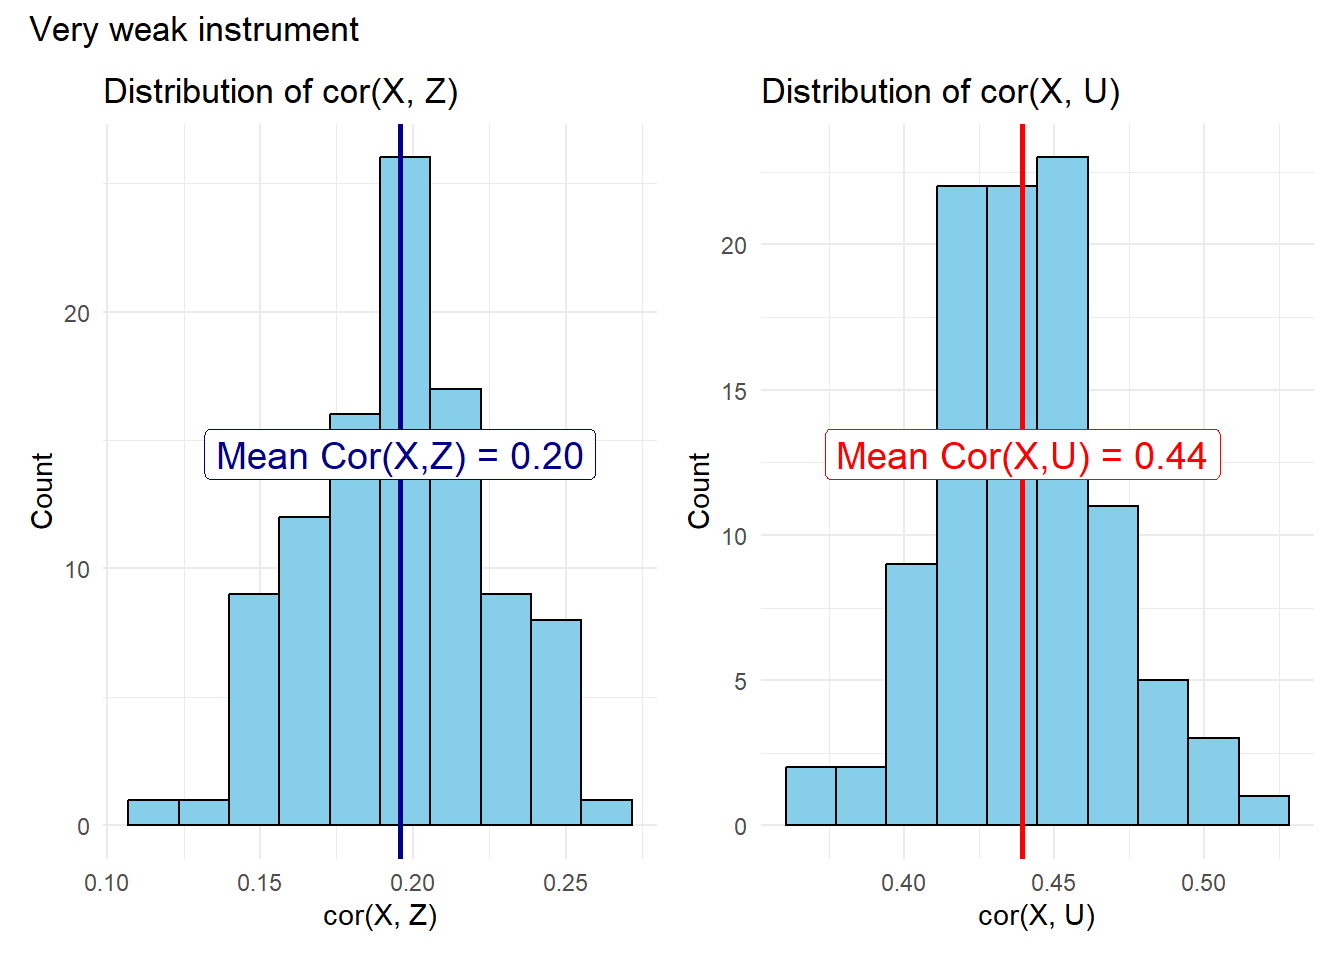 Very weak instrument
Distribution of cor(X, Z)
Count
20
10
0
Mean Cor(X,Z) = 0.20
0.10 0.15 0.20 0.25
cor(X, Z)
Distribution of cor(X, U)
Count
20
15
10
5
0
Mean Cor(X,U) = 0.44
0.40 0.45 0.50
cor(X, U)